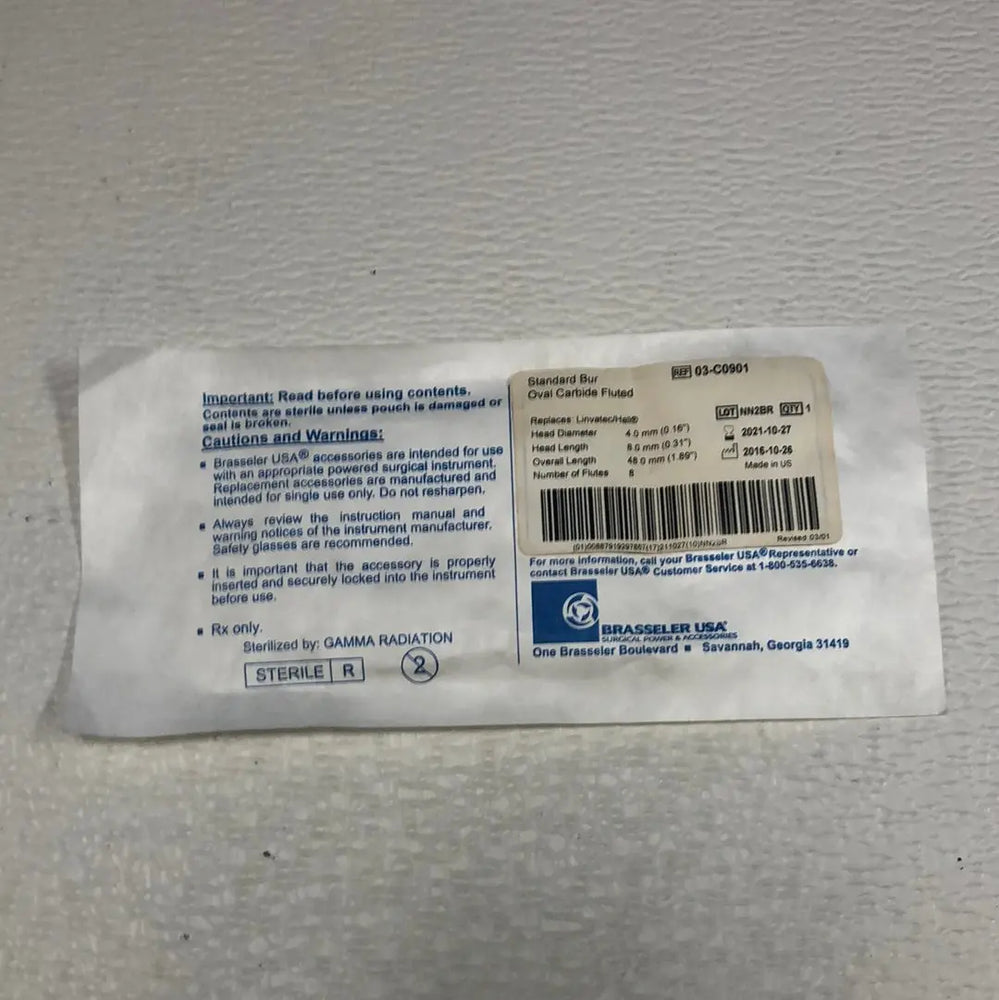 Important: Read before using contents.
Contents are sterile unless pouch is damaged or
seal is broken.
Cautions and Warnings:
Brasseler USA® accessories are intended for use
with an appropriate powered surgical instrument.
Replacement accessories are manufactured and
intended for single use only. Do not resharpen.
Always review the instruction manual and
warning notices of the instrument manufacturer.
Safety glasses are recommended.
It is important that the accessory is properly
inserted and securely locked into the instrument
before use.
Rx only.
Sterilized by: GAMMA RADIATION
STERILE R
2
Standard Bur
Oval Carbide Fluted
REF 03-C0901
Replaces: Linvatec/Hall®
Head Diameter 4.0 mm (0.16")
Head Length 8.0 mm (0.31")
Overall Length 48.0 mm (1.89")
Number of Flutes 8
LOT NN2BR QTY 1
2021-10-27
2016-10-26
Made in US
Revised 03/01
For more information, call your Brasseler USA® Representative or
contact Brasseler USA® Customer Service at 1-800-535-6638.
BRASSELER USA®
SURGICAL POWER & ACCESSORIES
One Brasseler Boulevard ■ Savannah, Georgia 31419